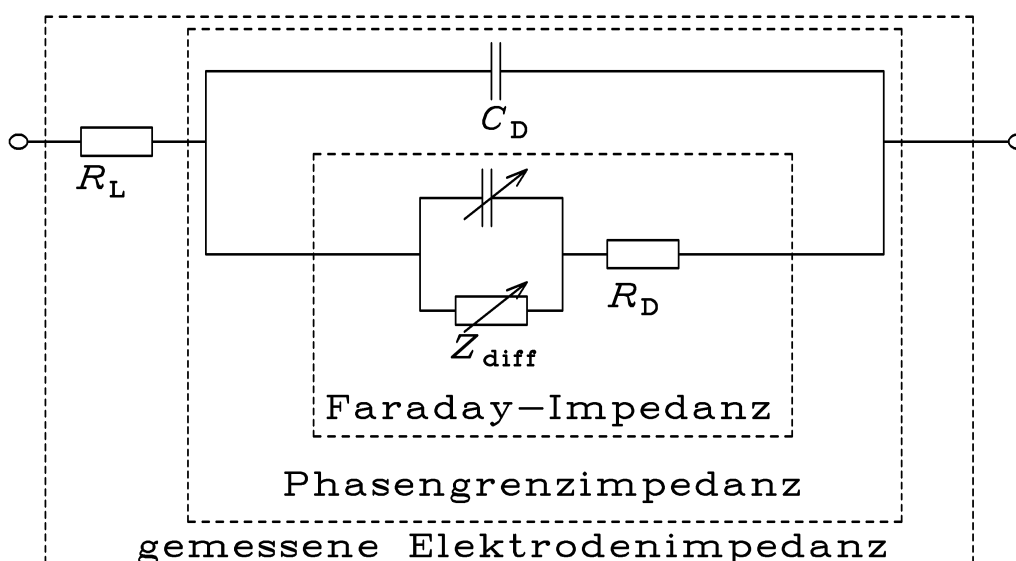 C_D
R_L
R_D
Z_diff
Faraday-Impedanz
Phasengrenzimpedanz
gemessene Elektrodenimpedanz